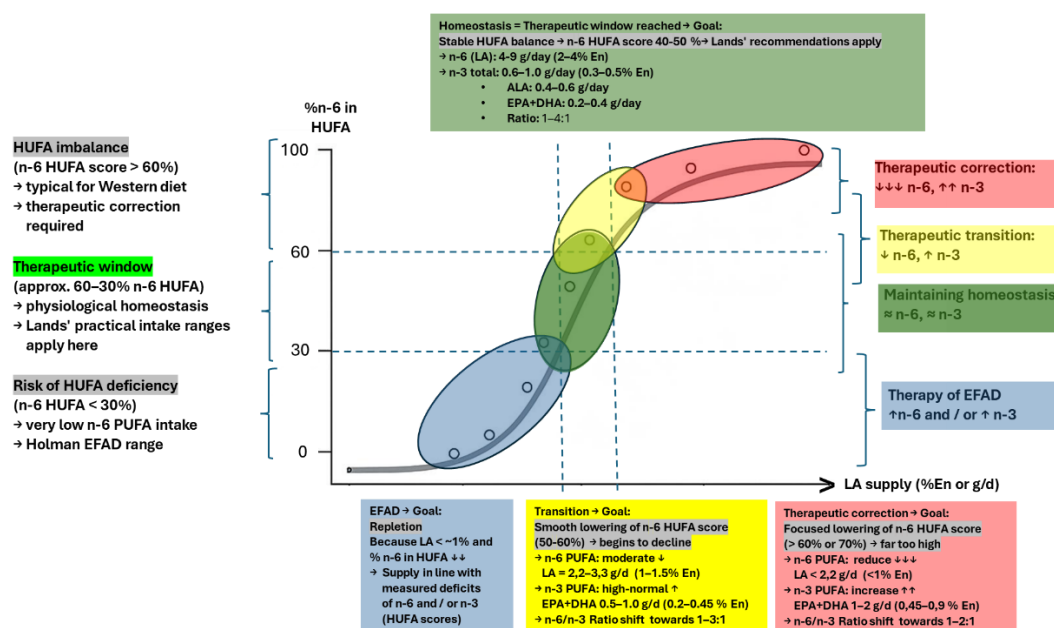 Homeostasis = Therapeutic window reached → Goal:
Stable HUFA balance → n-6 HUFA score 40-50 %→ Lands' recommendations apply
→ n-6 (LA): 4-9 g/day (2–4% En)
→ n-3 total: 0.6–1.0 g/day (0.3–0.5% En)
• ALA: 0.4–0.6 g/day
• EPA+DHA: 0.2–0.4 g/day
• Ratio: 1–4:1
%n-6 in
HUFA
100
60
30
0
HUFA imbalance
(n-6 HUFA score > 60%)
→ typical for Western diet
→ therapeutic correction
required
Therapeutic window
(approx. 60–30% n-6 HUFA)
→ physiological homeostasis
→ Lands' practical intake ranges
apply here
Risk of HUFA deficiency
(n-6 HUFA < 30%)
→ very low n-6 PUFA intake
→ Holman EFAD range
Therapeutic correction:
↓↓↓ n-6, ↑↑ n-3
Therapeutic transition:
↓ n-6, ↑ n-3
Maintaining homeostasis
≈ n-6, ≈ n-3
Therapy of EFAD
↑n-6 and / or ↑ n-3
LA supply (%En or g/d)
EFAD → Goal:
Repletion
Because LA < ~1% and
% n-6 in HUFA ↓↓
→ Supply in line with
measured deficits
of n-6 and / or n-3
(HUFA scores)
Transition → Goal:
Smooth lowering of n-6 HUFA score
(50-60%) → begins to decline
→ n-6 PUFA: moderate ↓
LA = 2,2–3,3 g/d (1–1.5% En)
→ n-3 PUFA: high-normal ↑
EPA+DHA 0.5–1.0 g/d (0.2–0.45 % En)
→ n-6/n-3 Ratio shift towards 1–3:1
Therapeutic correction → Goal:
Focused lowering of n-6 HUFA score
(> 60% or 70%) → far too high
→ n-6 PUFA: reduce ↓↓↓
LA < 2,2 g/d (<1% En)
→ n-3 PUFA: increase ↑↑
EPA+DHA 1–2 g/d (0,45–0,9 % En)
→ n-6/n-3 Ratio shift towards 1–2:1